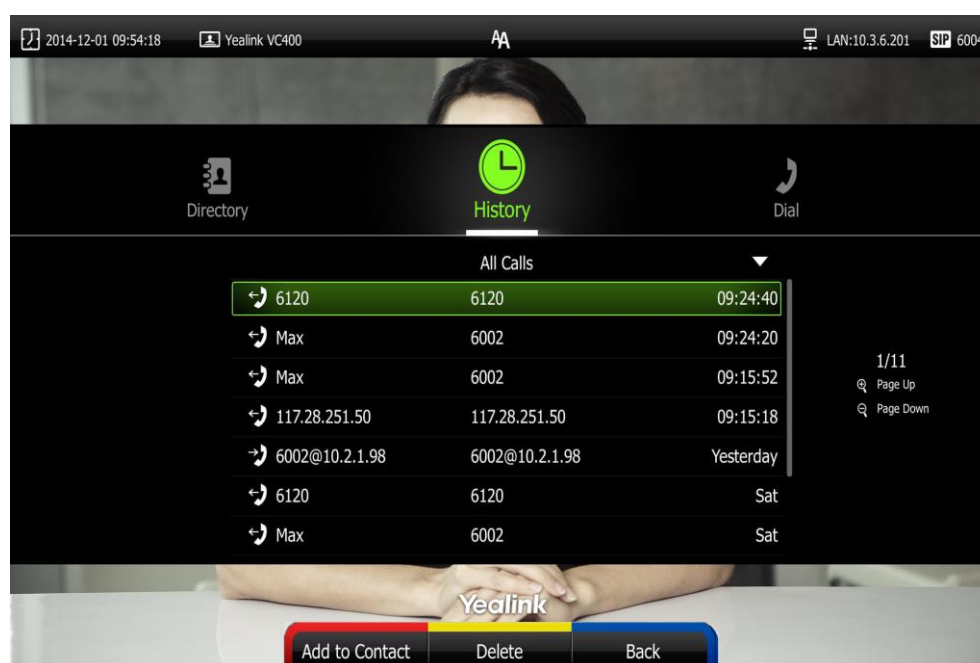 2014-12-01 09:54:18 Yealink VC400 AA LAN:10.3.6.201 SIP 6004
Directory History Dial
All Calls
6120 6120 09:24:40
Max 6002 09:24:20
Max 6002 09:15:52
117.28.251.50 117.28.251.50 09:15:18
6002@10.2.1.98 6002@10.2.1.98 Yesterday
6120 6120 Sat
Max 6002 Sat
1/11
Page Up
Page Down
Yealink
Add to Contact Delete Back